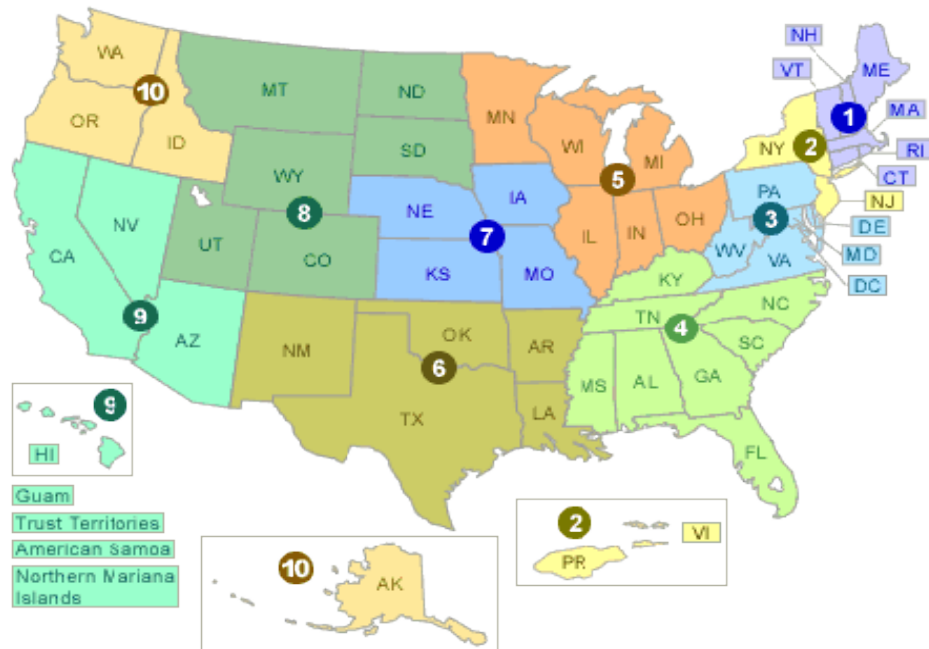 NH
WA
VT
ME
10
MT
ND
MN
1
MA
OR
ID
SD
WI
MI
NY
2
RI
WY
5
CT
PA
NJ
8
NE
IA
3
DE
NV
7
IL
IN
OH
WV
MD
CA
UT
CO
KS
MO
VA
DC
KY
9
TN
NC
AZ
NM
OK
AR
4
SC
6
MS
AL
GA
9
TX
LA
HI
FL
Guam
Trust Territories
2
VI
American Samoa
PR
Northern Mariana
Islands
10
AK